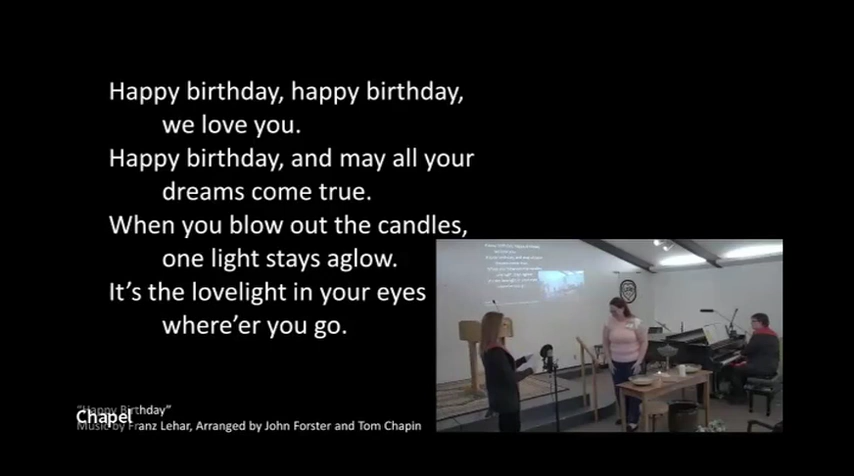 Happy birthday, happy birthday,
we love you.
Happy birthday, and may all your
dreams come true.
When you blow out the candles,
one light stays aglow.
It's the lovelight in your eyes
where'er you go.
"Happy Birthday"
Chapel
Music by Franz Lehar, Arranged by John Forster and Tom Chapin